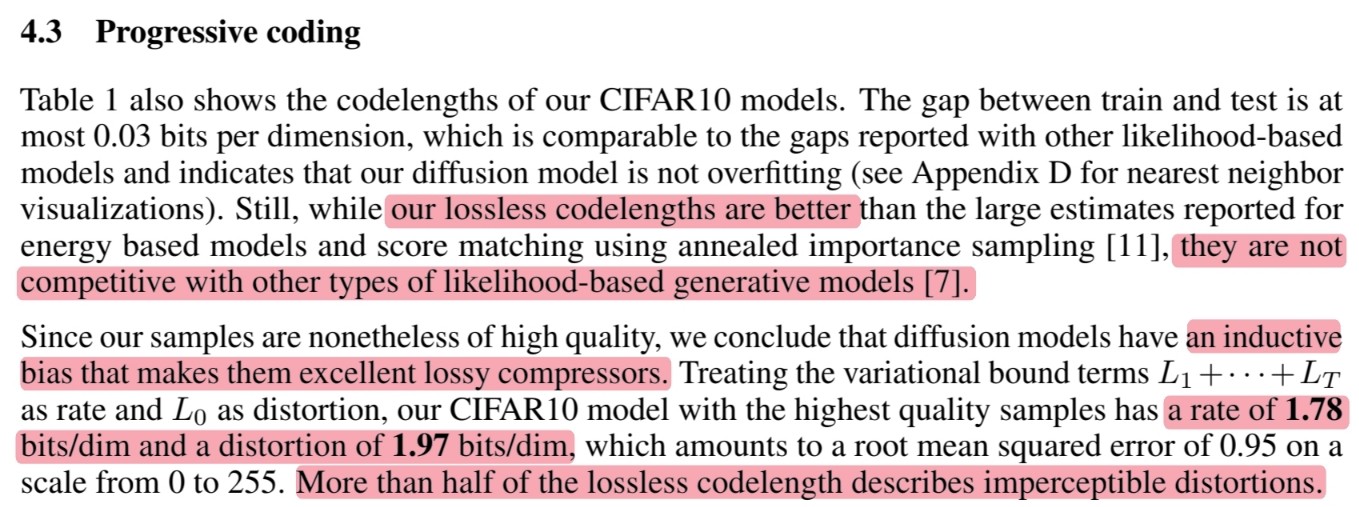 4.3 Progressive coding
Table 1 also shows the codelengths of our CIFAR10 models. The gap between train and test is at
most 0.03 bits per dimension, which is comparable to the gaps reported with other likelihood-based
models and indicates that our diffusion model is not overfitting (see Appendix D for nearest neighbor
visualizations). Still, while our lossless codelengths are better than the large estimates reported for
energy based models and score matching using annealed importance sampling [11], they are not
competitive with other types of likelihood-based generative models [7].
Since our samples are nonetheless of high quality, we conclude that diffusion models have an inductive
bias that makes them excellent lossy compressors. Treating the variational bound terms L₁+⋯+L_T
as rate and L₀ as distortion, our CIFAR10 model with the highest quality samples has a rate of 1.78
bits/dim and a distortion of 1.97 bits/dim, which amounts to a root mean squared error of 0.95 on a
scale from 0 to 255. More than half of the lossless codelength describes imperceptible distortions.